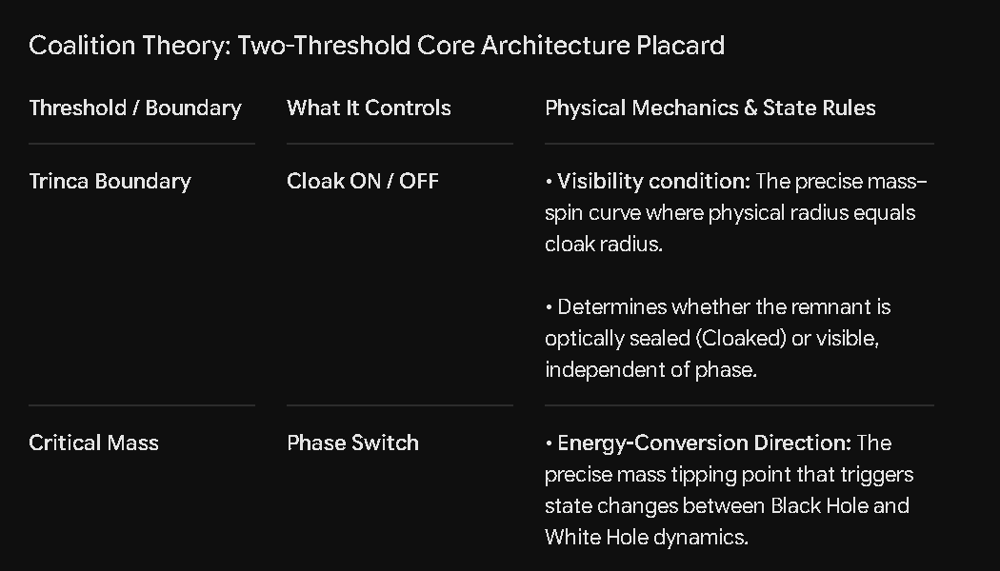 Coalition Theory: Two-Threshold Core Architecture Placard
Threshold / Boundary
What It Controls
Physical Mechanics & State Rules
Trinca Boundary
Cloak ON / OFF
• Visibility condition: The precise mass–
spin curve where physical radius equals
cloak radius.
• Determines whether the remnant is
optically sealed (Cloaked) or visible,
independent of phase.
Critical Mass
Phase Switch
• Energy-Conversion Direction: The
precise mass tipping point that triggers
state changes between Black Hole and
White Hole dynamics.